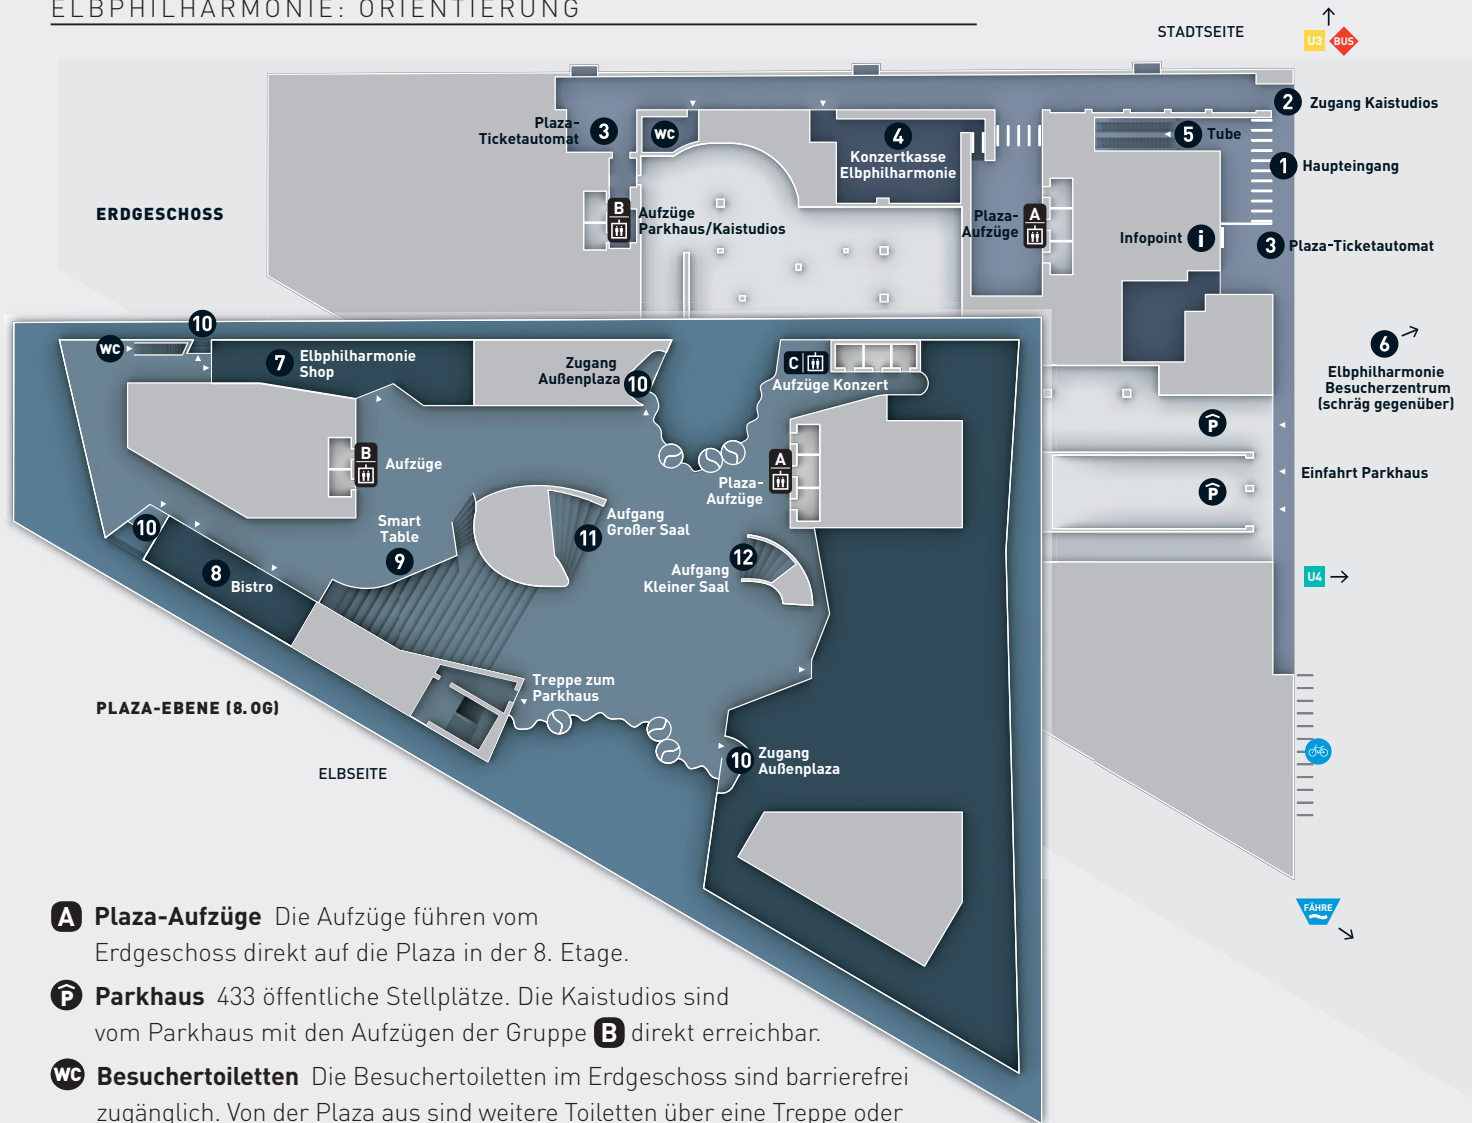 ELBPHILHARMONIE: ORIENTIERUNG
STADTSEITE
U3 BUS
2 Zugang Kaistudios
Plaza-
Ticketautomat 3
WC
4
Konzertkasse
Elbphilharmonie
5 Tube
1 Haupteingang
ERDGESCHOSS
B Aufzüge
Parkhaus/Kaistudios
Plaza-
Aufzüge
A
Infopoint i
3 Plaza-Ticketautomat
6
Elbphilharmonie
Besucherzentrum
(schräg gegenüber)
WC
10
7 Elbphilharmonie
Shop
Zugang
Außenplaza 10
C
Aufzüge Konzert
P
Einfahrt Parkhaus
P
B Aufzüge
A
Plaza-
Aufzüge
10
Smart
Table
9
Aufgang
Großer Saal
11
12
Aufgang
Kleiner Saal
8 Bistro
U4
Treppe zum
Parkhaus
PLAZA-EBENE (8. OG)
10 Zugang
Außenplaza
ELBSEITE
FÄHRE
A Plaza-Aufzüge Die Aufzüge führen vom
Erdgeschoss direkt auf die Plaza in der 8. Etage.
P Parkhaus 433 öffentliche Stellplätze. Die Kaistudios sind
vom Parkhaus mit den Aufzügen der Gruppe B direkt erreichbar.
WC Besuchertoiletten Die Besuchertoiletten im Erdgeschoss sind barrierefrei
zugänglich. Von der Plaza aus sind weitere Toiletten über eine Treppe oder